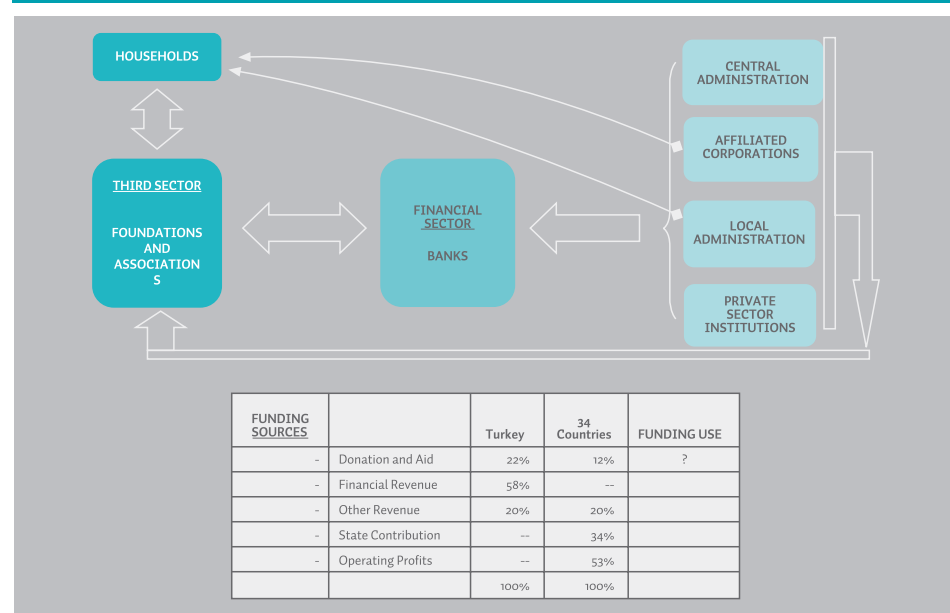 HOUSEHOLDS
THIRD SECTOR
FOUNDATIONS
AND
ASSOCIATION
S
FINANCIAL
SECTOR
BANKS
CENTRAL
ADMINISTRATION
AFFILIATED
CORPORATIONS
LOCAL
ADMINISTRATION
PRIVATE
SECTOR
INSTITUTIONS
FUNDING
SOURCES
Turkey
34
Countries
FUNDING USE
- Donation and Aid 22% 12% ?
- Financial Revenue 58% --
- Other Revenue 20% 20%
- State Contribution -- 34%
- Operating Profits -- 53%
100% 100%